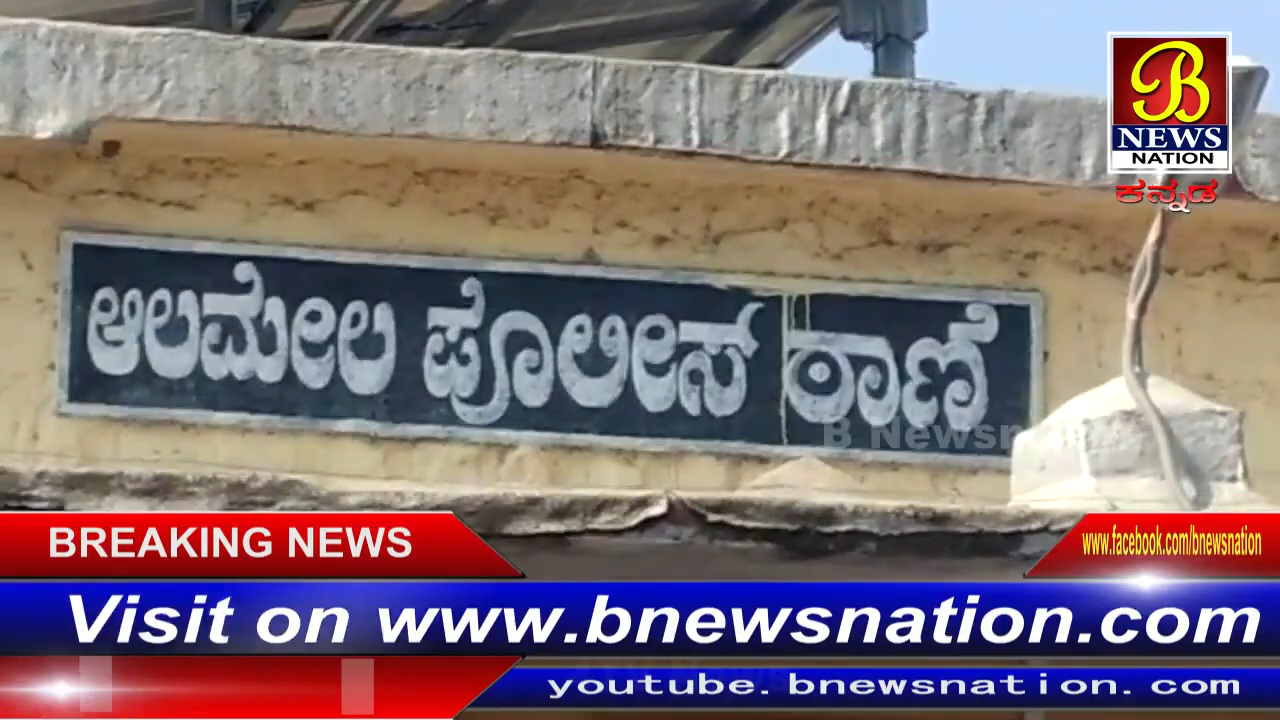 B
NEWS
NATION
ಕನ್ನಡ
ಆಲಮೇಲ ಪೊಲೀಸ್ ಠಾಣೆ
B Newsn
BREAKING NEWS
www.facebook.com/bnewsnation
Visit on www.bnewsnation.com
youtube. bnewsnation. com